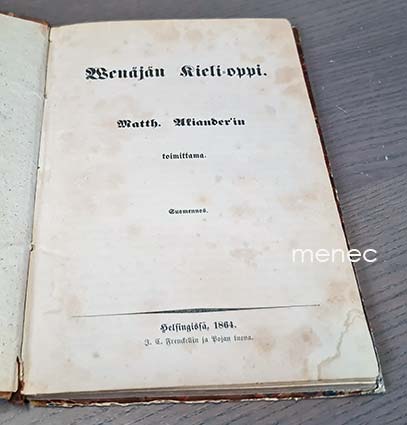 Wenäjän Kieli-oppi.
Matth. Akiander'in
toimittama.
Suomennos.
menec
Helsingissä, 1864.
J. C. Frenckellin ja Pojan tuona.